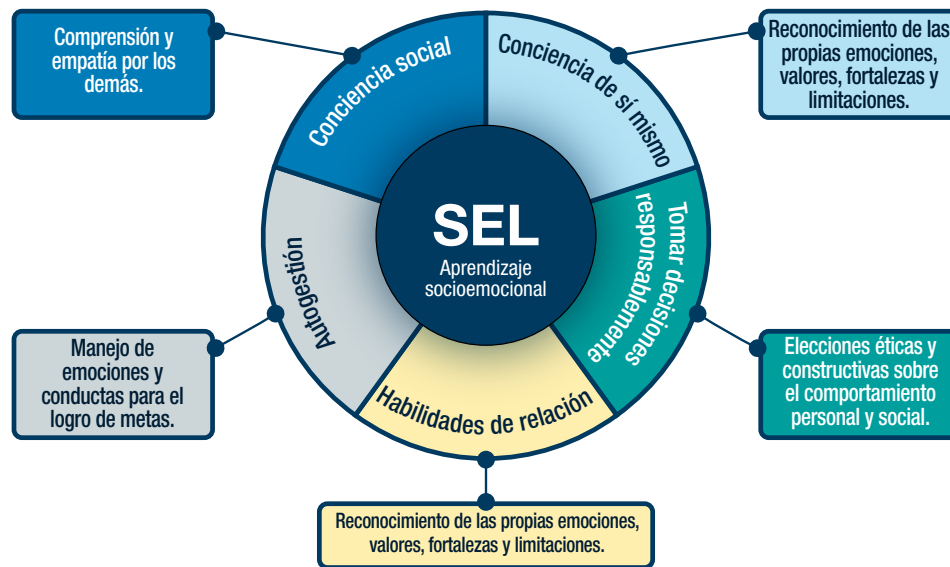 Comprensión y
empatía por los
demás.
Conciencia social
Conciencia de sí mismo
Reconocimiento de las
propias emociones,
valores, fortalezas y
limitaciones.
SEL
Aprendizaje
socioemocional
Autogestión
Tomar decisiones
responsablemente
Habilidades de relación
Manejo de
emociones y
conductas para el
logro de metas.
Elecciones éticas y
constructivas sobre
el comportamiento
personal y social.
Reconocimiento de las propias emociones,
valores, fortalezas y limitaciones.